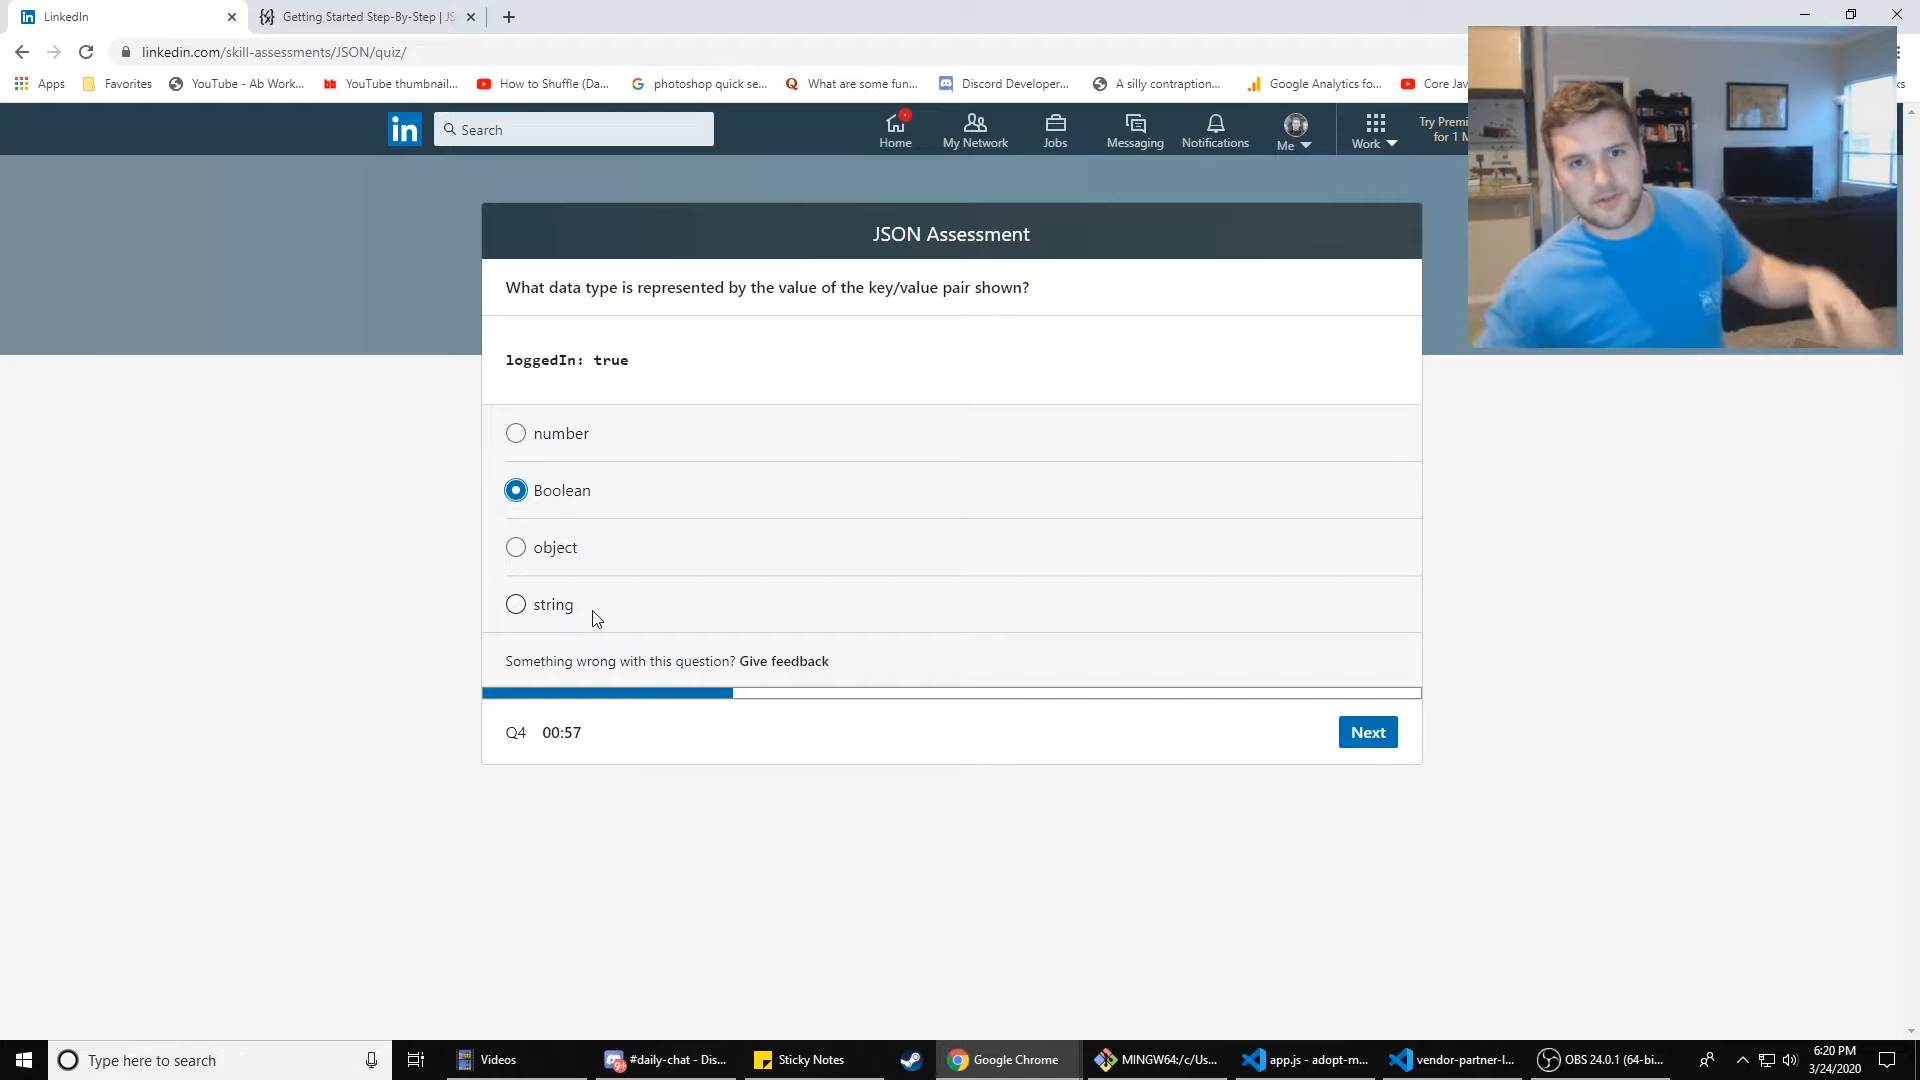 LinkedIn
Getting Started Step-By-Step | JS
linkedin.com/skill-assessments/JSON/quiz/
Apps
Favorites
YouTube - Ab Work...
YouTube thumbnail...
How to Shuffle (Da...
photoshop quick se...
What are some fun...
Discord Developer...
A silly contraption...
Google Analytics fo...
Core Jav
in
Search
Home
My Network
Jobs
Messaging
Notifications
Me
Work
Try Premi
for 1 M
JSON Assessment
What data type is represented by the value of the key/value pair shown?
loggedIn: true
number
Boolean
object
string
Something wrong with this question? Give feedback
Q4 00:57
Next
Type here to search
Videos
#daily-chat - Dis...
Sticky Notes
Google Chrome
MINGW64:/c/Us...
app.js - adopt-m...
vendor-partner-l...
OBS 24.0.1 (64-bi...
6:20 PM
3/24/2020